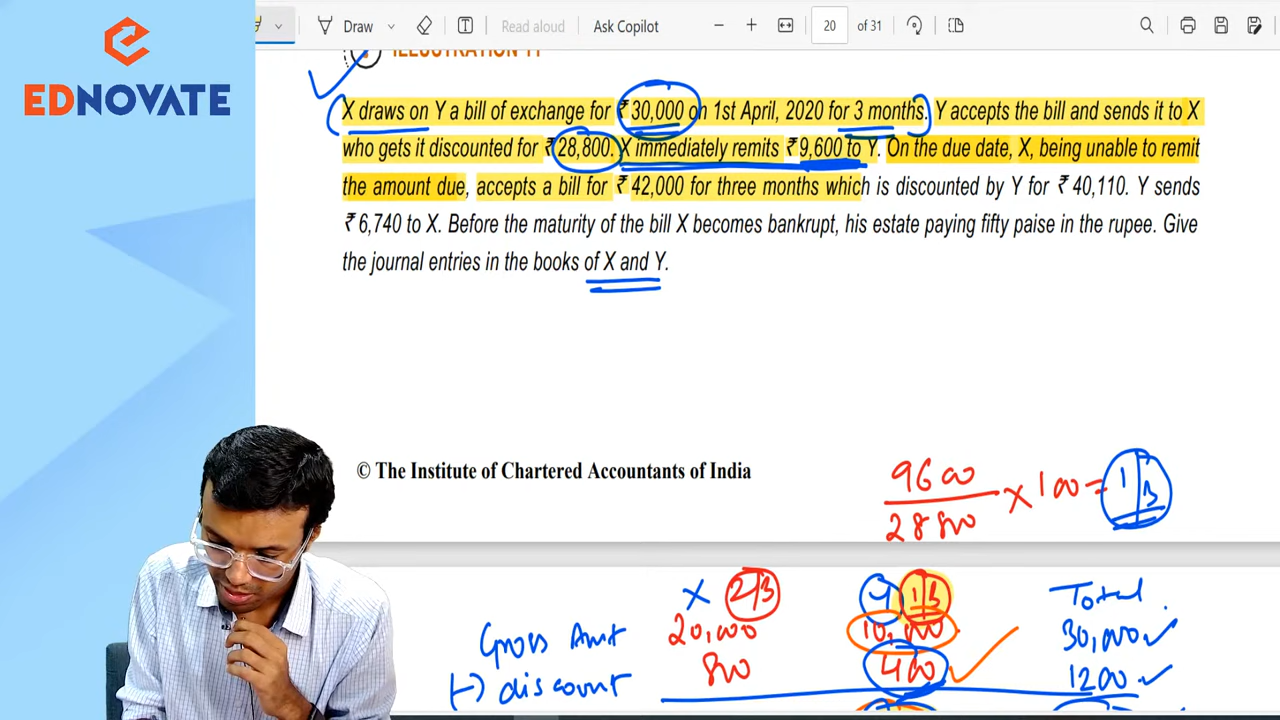 EDNOVATE
Draw
Read aloud
Ask Copilot
20 of 31
ILLUSTRATION 11
X draws on Y a bill of exchange for ₹ 30,000 on 1st April, 2020 for 3 months. Y accepts the bill and sends it to X
who gets it discounted for ₹ 28,800. X immediately remits ₹ 9,600 to Y. On the due date, X, being unable to remit
the amount due, accepts a bill for ₹ 42,000 for three months which is discounted by Y for ₹ 40,110. Y sends
₹ 6,740 to X. Before the maturity of the bill X becomes bankrupt, his estate paying fifty paise in the rupee. Give
the journal entries in the books of X and Y.
© The Institute of Chartered Accountants of India
9600
28800 × 100 = 1/3
X 2/3 Y 1/3 Total
Gross Amt 20,000 10,000 30,000
(-) discount 800 400 1200